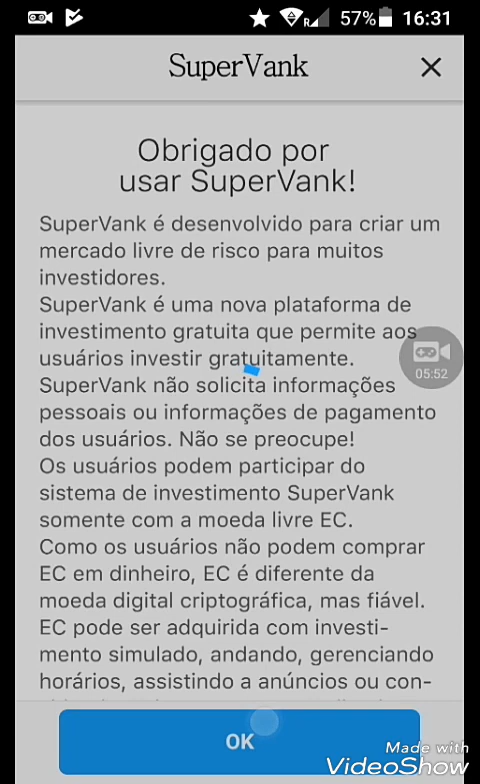 57% 16:31
R
SuperVank
Obrigado por
usar SuperVank!
SuperVank é desenvolvido para criar um
mercado livre de risco para muitos
investidores.
SuperVank é uma nova plataforma de
investimento gratuita que permite aos
usuários investir gratuitamente.
05:52
SuperVank não solicita informações
pessoais ou informações de pagamento
dos usuários. Não se preocupe!
Os usuários podem participar do
sistema de investimento SuperVank
somente com a moeda livre EC.
Como os usuários não podem comprar
EC em dinheiro, EC é diferente da
moeda digital criptográfica, mas fiável.
EC pode ser adquirida com investi-
mento simulado, andando, gerenciando
horários, assistindo a anúncios ou con-
OK
Made with
VideoShow